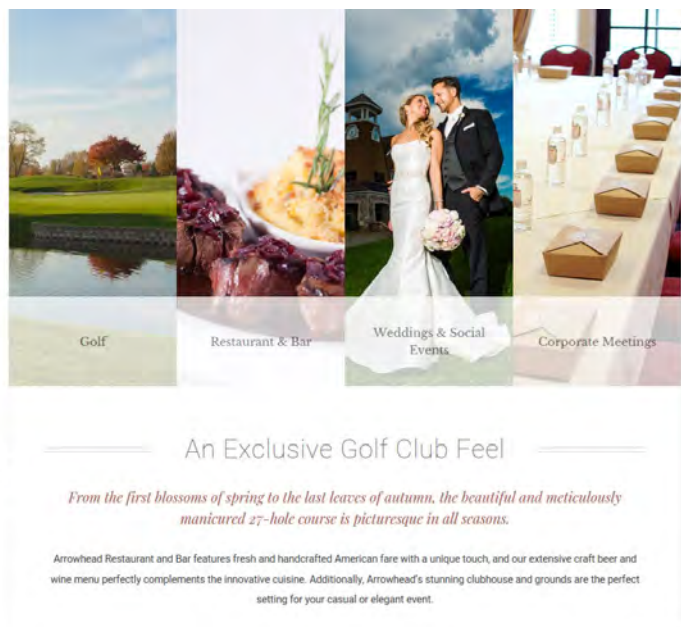 Golf
Restaurant & Bar
Weddings & Social
Events
Corporate Meetings
An Exclusive Golf Club Feel
From the first blossoms of spring to the last leaves of autumn, the beautiful and meticulously
manicured 27-hole course is picturesque in all seasons.
Arrowhead Restaurant and Bar features fresh and handcrafted American fare with a unique touch, and our extensive craft beer and
wine menu perfectly complements the innovative cuisine. Additionally, Arrowhead's stunning clubhouse and grounds are the perfect
setting for your casual or elegant event.